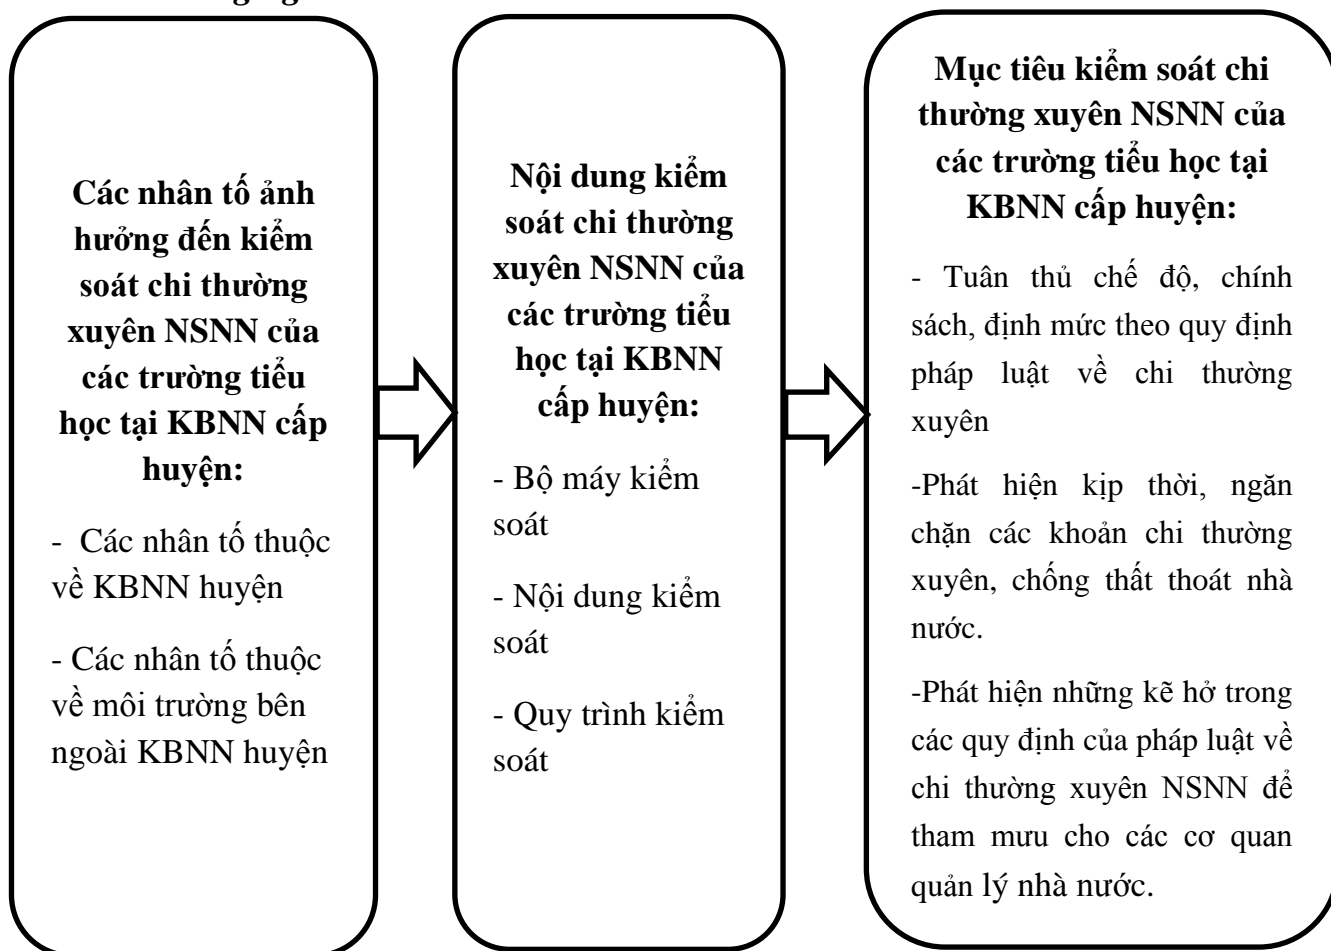 Các nhân tố ảnh
hưởng đến kiểm
soát chi thường
xuyên NSNN của
các trường tiểu
học tại KBNN cấp
huyện:
- Các nhân tố thuộc
về KBNN huyện
- Các nhân tố thuộc
về môi trường bên
ngoài KBNN huyện
Nội dung kiểm
soát chi thường
xuyên NSNN của
các trường tiểu
học tại KBNN
cấp huyện:
- Bộ máy kiểm
soát
- Nội dung kiểm
soát
- Quy trình kiểm
soát
Mục tiêu kiểm soát chi
thường xuyên NSNN của
các trường tiểu học tại
KBNN cấp huyện:
- Tuân thủ chế độ, chính
sách, định mức theo quy định
pháp luật về chi thường
xuyên
-Phát hiện kịp thời, ngăn
chặn các khoản chi thường
xuyên, chống thất thoát nhà
nước.
-Phát hiện những kẽ hở trong
các quy định của pháp luật về
chi thường xuyên NSNN để
tham mưu cho các cơ quan
quản lý nhà nước.